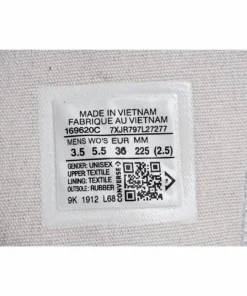 MADE IN VIETNAM
FABRIQUE AU VIETNAM
169620C 7XJR797L27277
MENS WO'S EUR MM
3.5 5.5 36 225 (2.5)
GENDER: UNISEX
UPPER: TEXTILE
LINING: TEXTILE
OUTSOLE: RUBBER
CONVERSE
9K 1912 L68